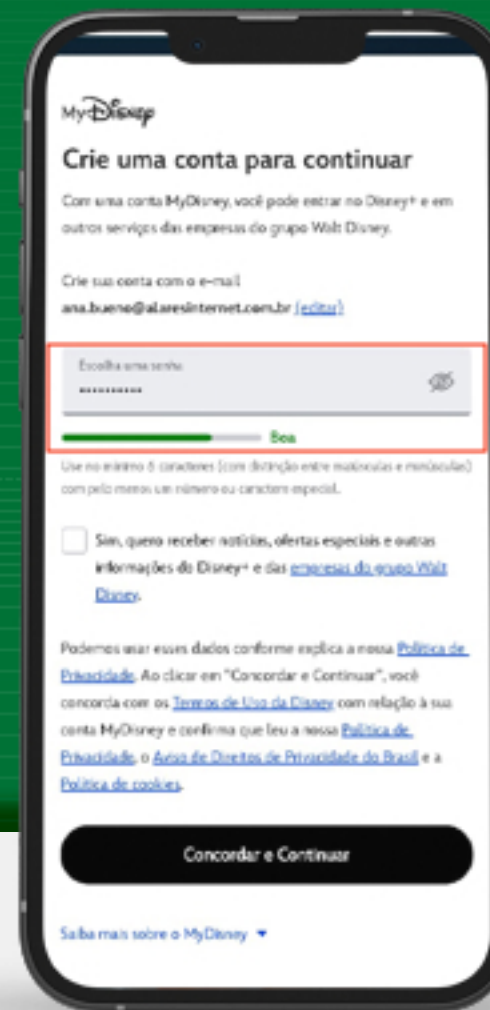 MyDisney
Crie uma conta para continuar
Com uma conta MyDisney, você pode entrar no Disney+ e em
outros serviços das empresas do grupo Walt Disney.
Crie sua conta com o e-mail
ana.bueno@alaresinternet.com.br (editar)
Escolha uma senha
••••••••••
Boa
Use no mínimo 6 caracteres (com distinção entre maiúsculas e minúsculas)
com pelo menos um número ou caractere especial.
Sim, quero receber notícias, ofertas especiais e outras
informações do Disney+ e das empresas do grupo Walt
Disney.
Podemos usar esses dados conforme explica a nossa Política de
Privacidade. Ao clicar em "Concordar e Continuar", você
concorda com os Termos de Uso da Disney com relação à sua
conta MyDisney e confirma que leu a nossa Política de
Privacidade, o Aviso de Direitos de Privacidade do Brasil e a
Política de cookies.
Concordar e Continuar
Saiba mais sobre o MyDisney